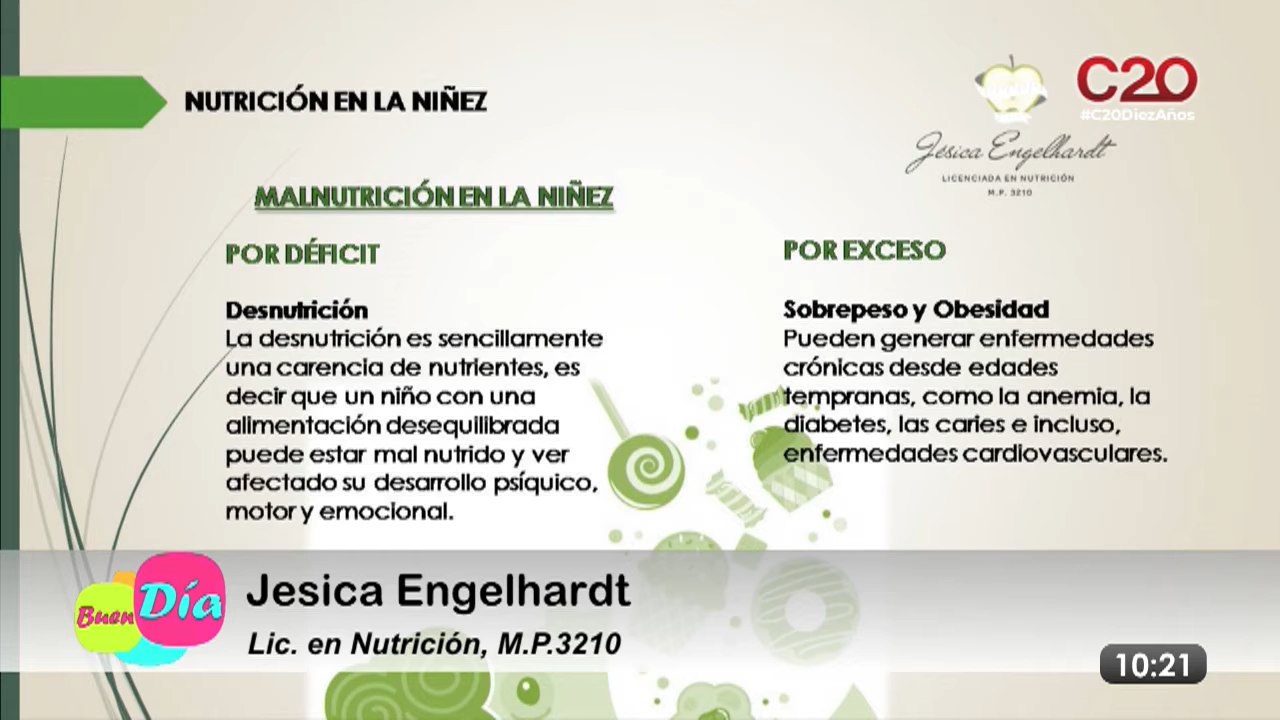 NUTRICIÓN EN LA NIÑEZ
C20
#C20DiezAños
Jesica Engelhardt
LICENCIADA EN NUTRICIÓN
M.P. 3210
MALNUTRICIÓN EN LA NIÑEZ
POR DÉFICIT
Desnutrición
La desnutrición es sencillamente
una carencia de nutrientes, es
decir que un niño con una
alimentación desequilibrada
puede estar mal nutrido y ver
afectado su desarrollo psíquico,
motor y emocional.
POR EXCESO
Sobrepeso y Obesidad
Pueden generar enfermedades
crónicas desde edades
tempranas, como la anemia, la
diabetes, las caries e incluso,
enfermedades cardiovasculares.
Buen Día
Jesica Engelhardt
Lic. en Nutrición, M.P.3210
10:21